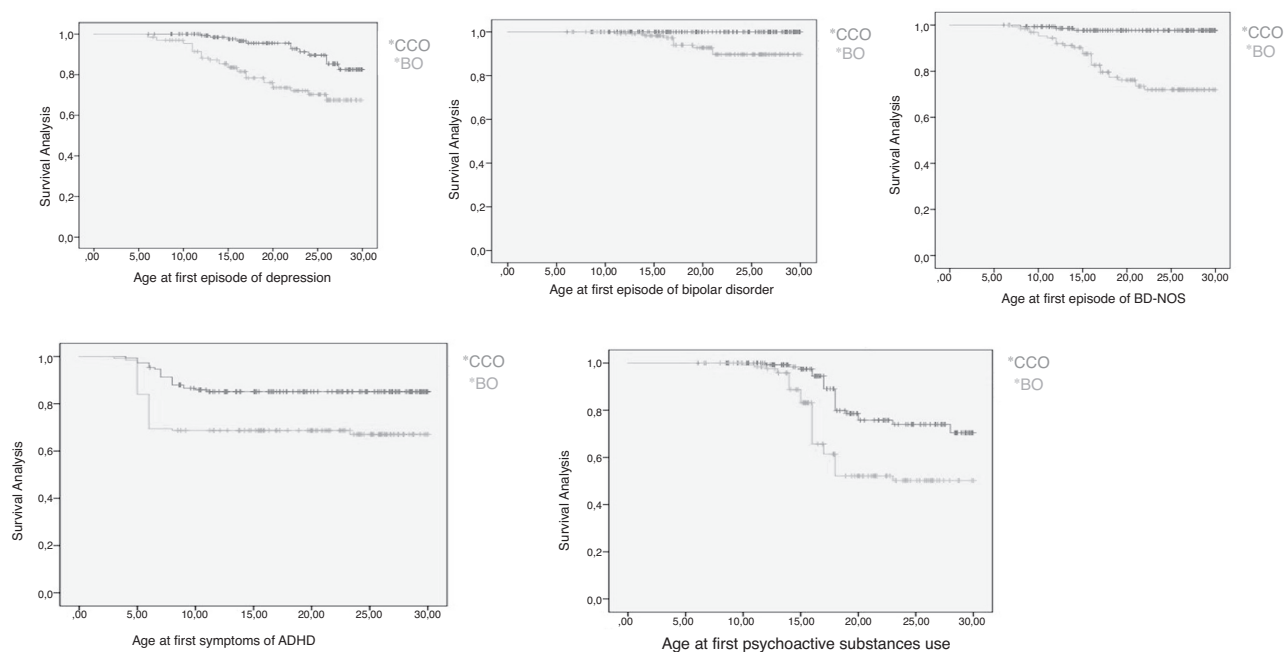 *CCO
*BO
Survival Analysis
1,0
0,8
0,6
0,4
0,2
0,0
,00 5,00 10,00 15,00 20,00 25,00 30,00
Age at first episode of depression
*CCO
*BO
Survival Analysis
1,0
0,8
0,6
0,4
0,2
0,0
,00 5,00 10,00 15,00 20,00 25,00 30,00
Age at first episode of bipolar disorder
*CCO
*BO
Survival Analysis
1,0
0,8
0,6
0,4
0,2
0,0
,00 5,00 10,00 15,00 20,00 25,00 30,00
Age at first episode of BD-NOS
*CCO
*BO
Survival Analysis
1,0
0,8
0,6
0,4
0,2
0,0
,00 5,00 10,00 15,00 20,00 25,00 30,00
Age at first symptoms of ADHD
*CCO
*BO
Survival Analysis
1,0
0,8
0,6
0,4
0,2
0,0
,00 5,00 10,00 15,00 20,00 25,00 30,00
Age at first psychoactive substances use